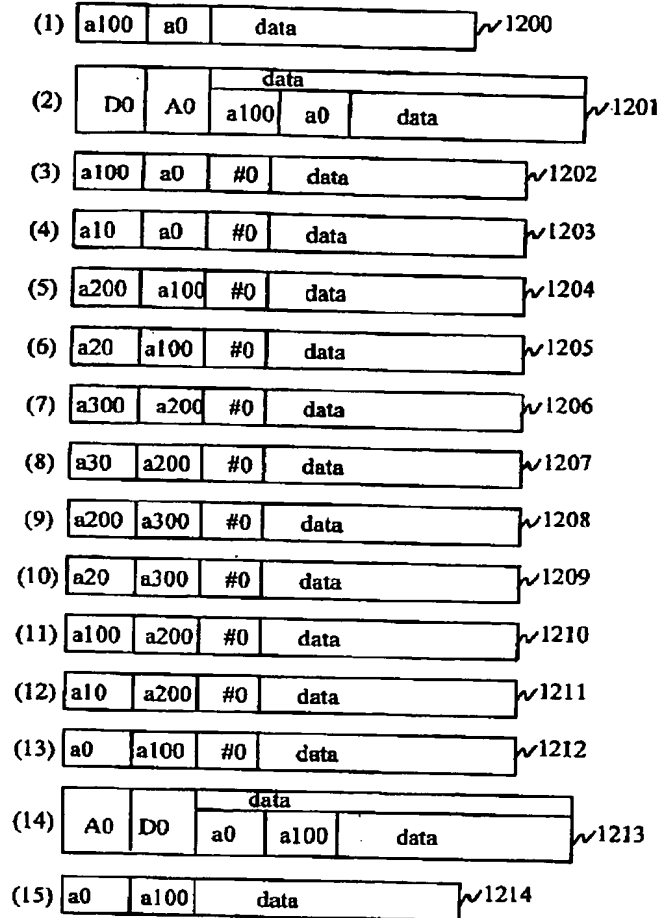 (1) a100 a0 data 1200
data
(2) D0 A0 a100 a0 data 1201
(3) a100 a0 #0 data 1202
(4) a10 a0 #0 data 1203
(5) a200 a100 #0 data 1204
(6) a20 a100 #0 data 1205
(7) a300 a200 #0 data 1206
(8) a30 a200 #0 data 1207
(9) a200 a300 #0 data 1208
(10) a20 a300 #0 data 1209
(11) a100 a200 #0 data 1210
(12) a10 a200 #0 data 1211
(13) a0 a100 #0 data 1212
data
(14) A0 D0 a0 a100 data 1213
(15) a0 a100 data 1214